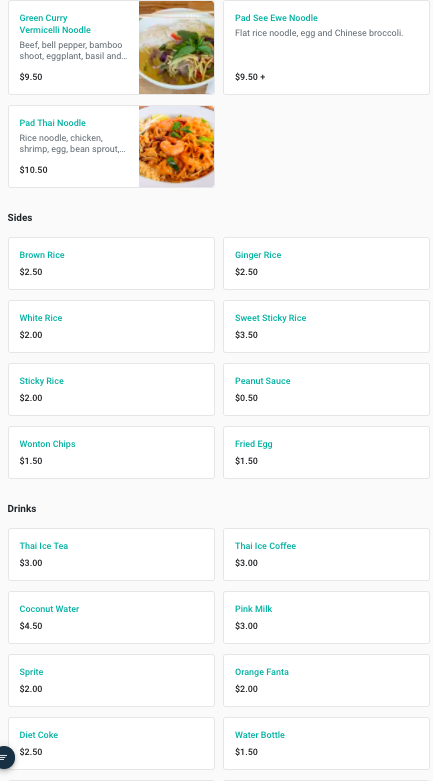 Green Curry
Vermicelli Noodle
Beef, bell pepper, bamboo
shoot, eggplant, basil and...
$9.50
Pad See Ewe Noodle
Flat rice noodle, egg and Chinese broccoli.
$9.50 +
Pad Thai Noodle
Rice noodle, chicken,
shrimp, egg, bean sprout,...
$10.50
Sides
Brown Rice
$2.50
Ginger Rice
$2.50
White Rice
$2.00
Sweet Sticky Rice
$3.50
Sticky Rice
$2.00
Peanut Sauce
$0.50
Wonton Chips
$1.50
Fried Egg
$1.50
Drinks
Thai Ice Tea
$3.00
Thai Ice Coffee
$3.00
Coconut Water
$4.50
Pink Milk
$3.00
Sprite
$2.00
Orange Fanta
$2.00
Diet Coke
$2.50
Water Bottle
$1.50